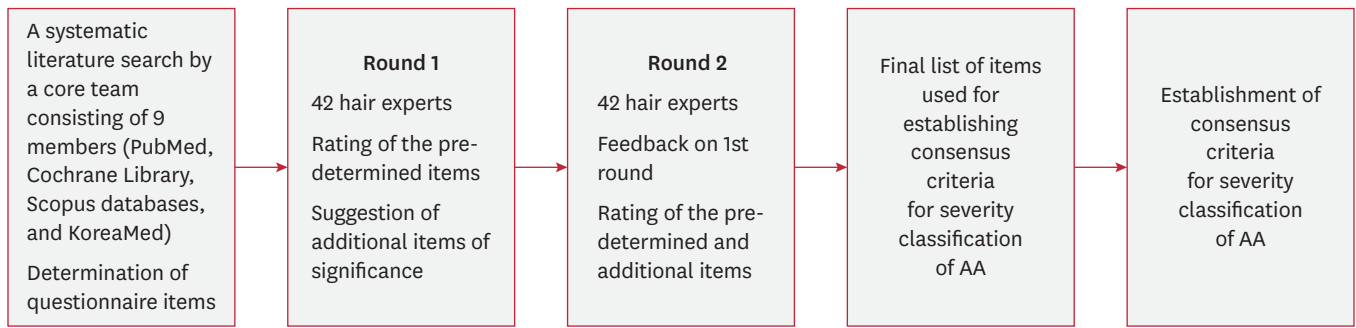 A systematic
literature search by
a core team
consisting of 9
members (PubMed,
Cochrane Library,
Scopus databases,
and KoreaMed)
Determination of
questionnaire items
Round 1
42 hair experts
Rating of the pre-
determined items
Suggestion of
additional items of
significance
Round 2
42 hair experts
Feedback on 1st
round
Rating of the pre-
determined and
additional items
Final list of items
used for
establishing
consensus
criteria
for severity
classification
of AA
Establishment of
consensus
criteria
for severity
classification
of AA